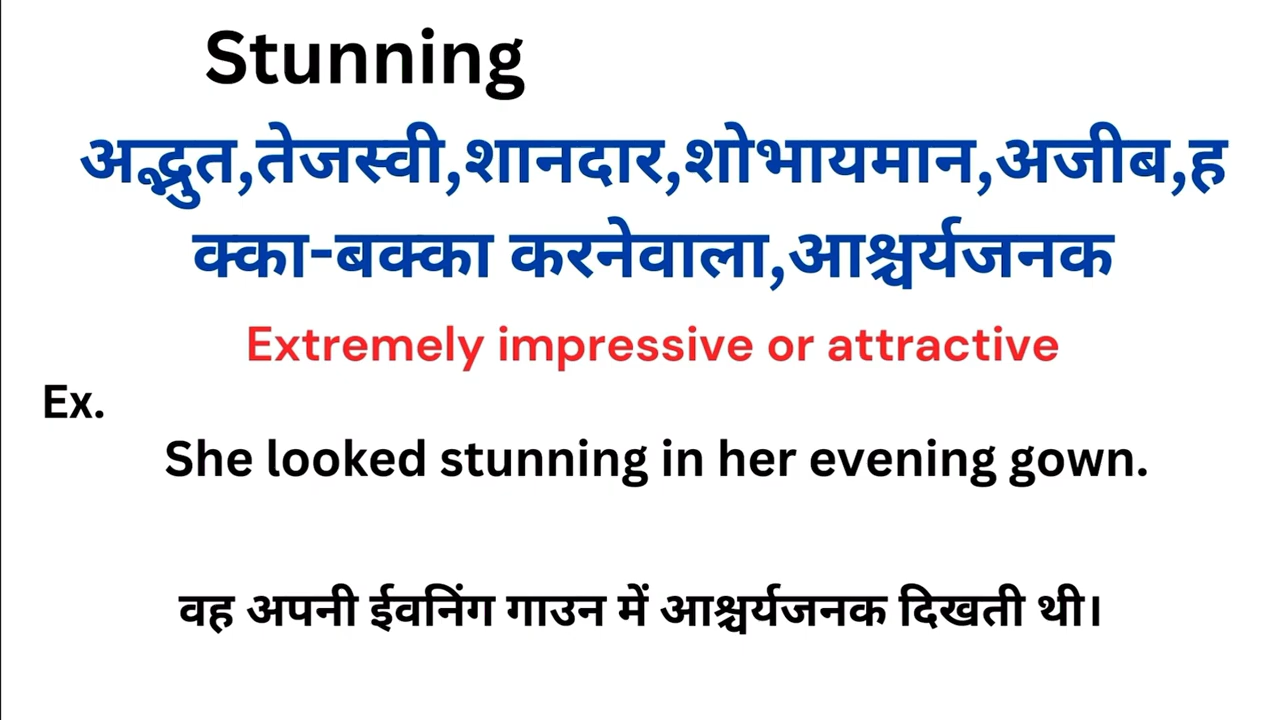 Stunning
अद्भुत,तेजस्वी,शानदार,शोभायमान,अजीब,ह
क्का-बक्का करनेवाला,आश्चर्यजनक
Extremely impressive or attractive
Ex.
She looked stunning in her evening gown.
वह अपनी ईवनिंग गाउन में आश्चर्यजनक दिखती थी।